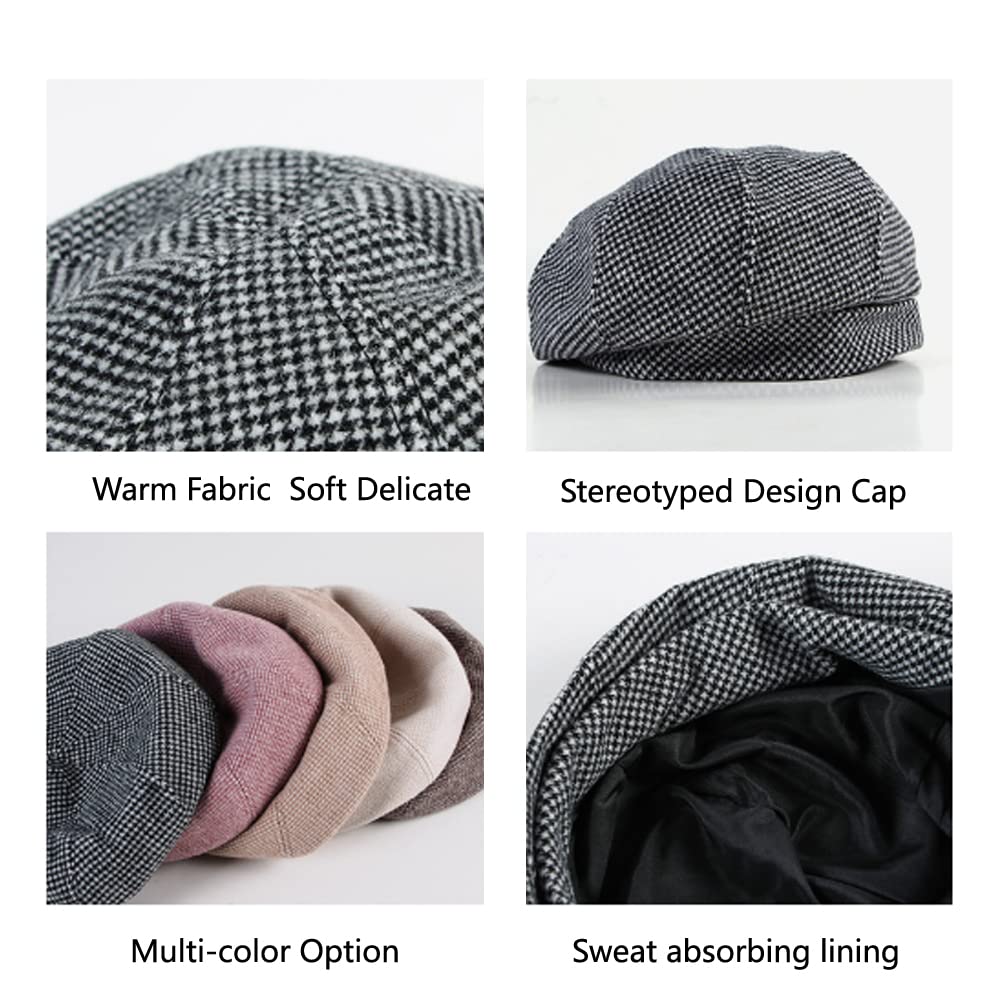 Warm Fabric  Soft Delicate
Stereotyped Design Cap
Multi-color Option
Sweat absorbing lining